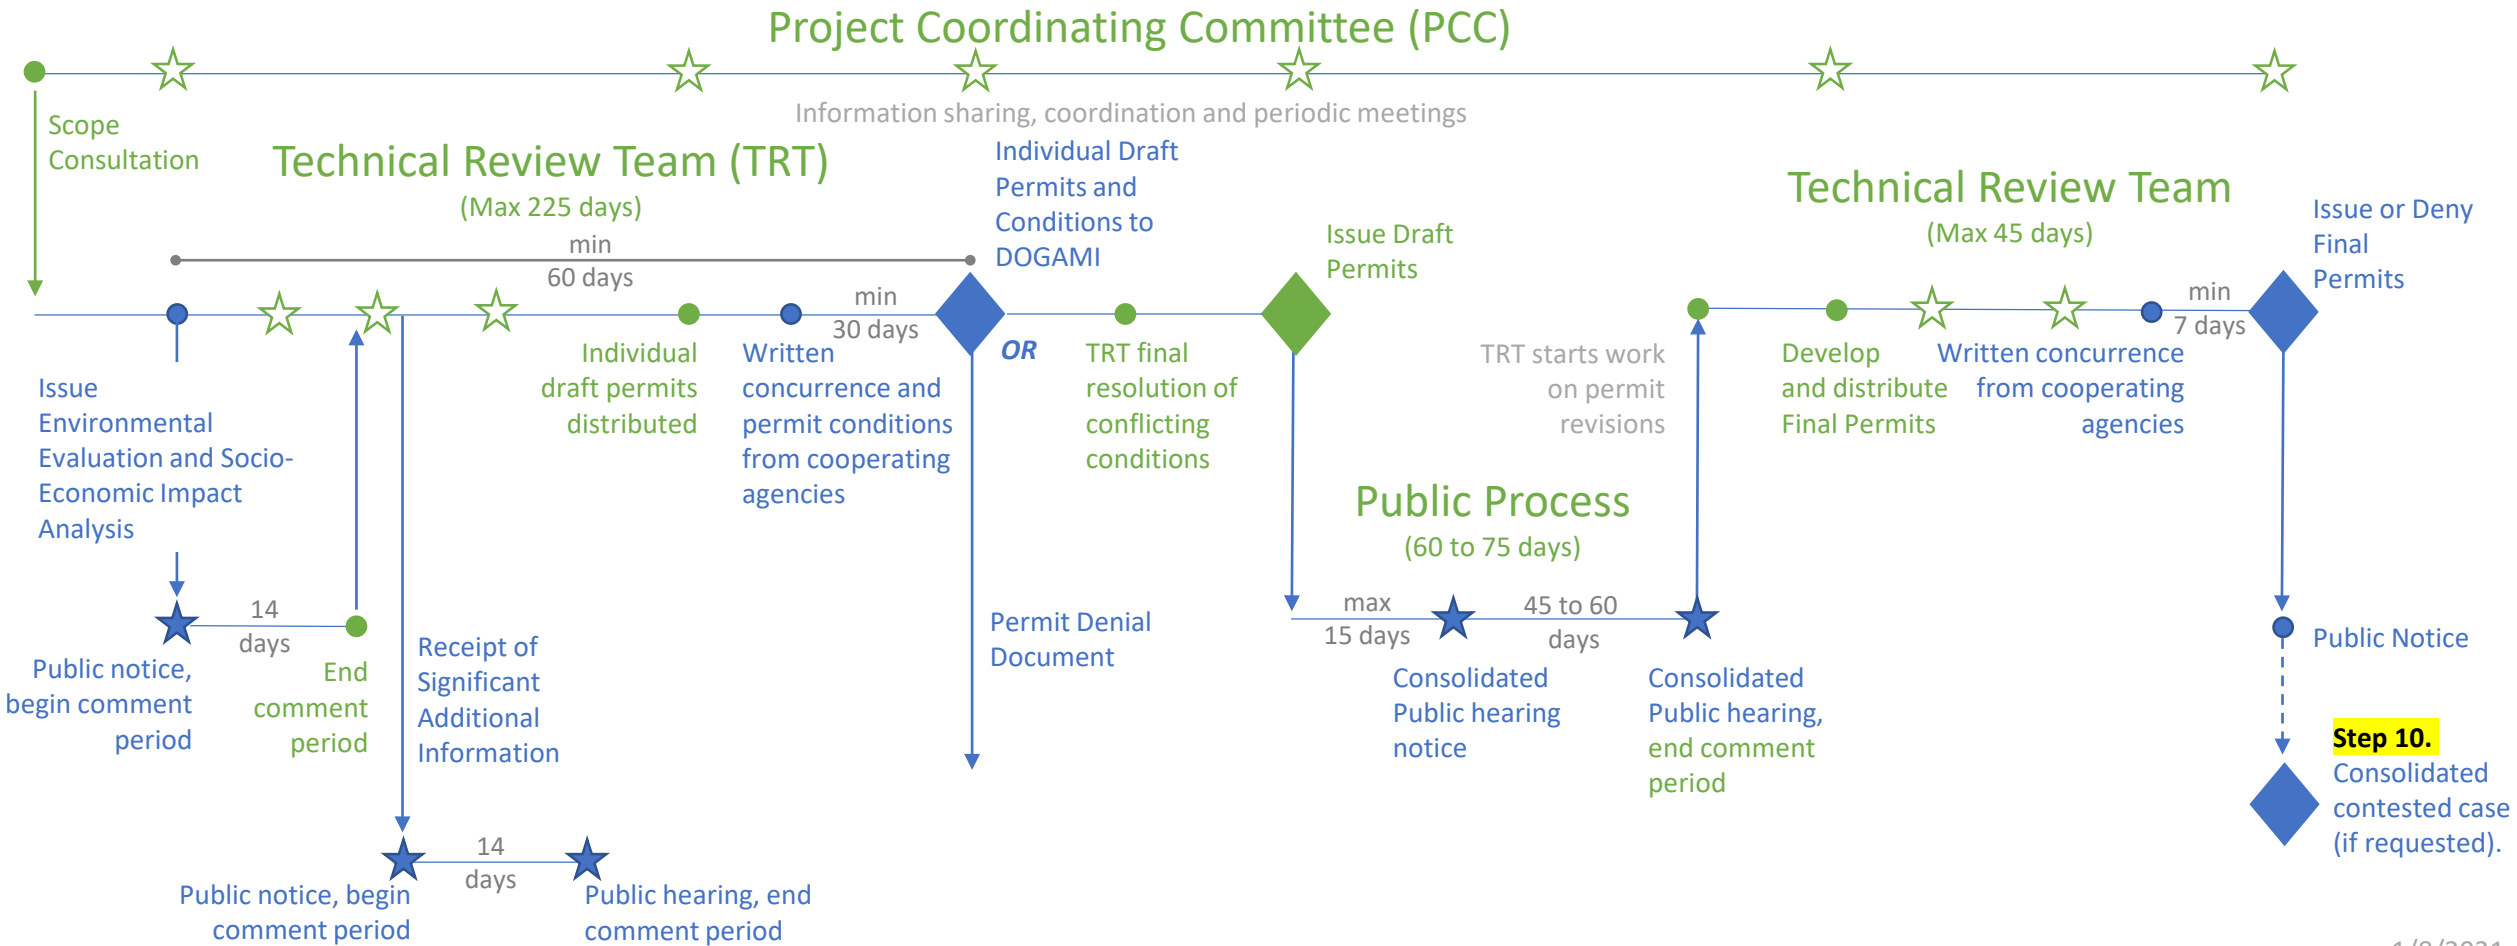 Project Coordinating Committee (PCC)
Information sharing, coordination and periodic meetings
Scope
Consultation
Technical Review Team (TRT)
(Max 225 days)
min
60 days
Individual Draft
Permits and
Conditions to
DOGAMI
Issue Draft
Permits
Technical Review Team
(Max 45 days)
Issue or Deny
Final
Permits
min
30 days
min
7 days
Issue
Environmental
Evaluation and Socio-
Economic Impact
Analysis
Individual
draft permits
distributed
Written
concurrence and
permit conditions
from cooperating
agencies
OR
TRT final
resolution of
conflicting
conditions
TRT starts work
on permit
revisions
Develop
and distribute
Final Permits
Written concurrence
from cooperating
agencies
Public Process
(60 to 75 days)
14
days
Public notice,
begin comment
period
End
comment
period
Receipt of
Significant
Additional
Information
Permit Denial
Document
max
15 days
45 to 60
days
Consolidated
Public hearing
notice
Consolidated
Public hearing,
end comment
period
Public Notice
Step 10.
Consolidated
contested case
(if requested).
14
days
Public notice, begin
comment period
Public hearing, end
comment period
1/8/2021